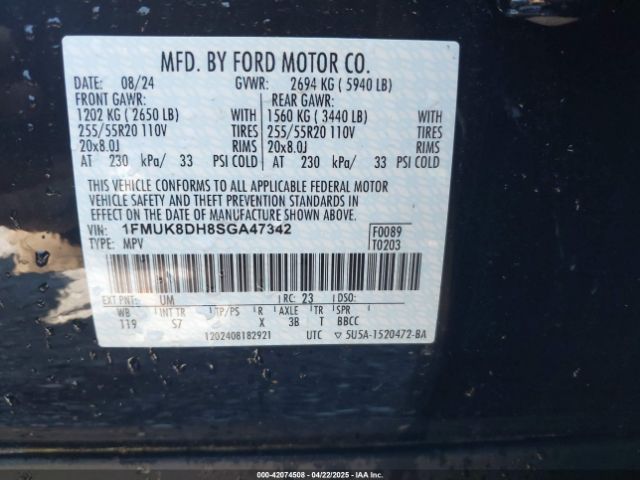 MFD. BY FORD MOTOR CO.
DATE: 08/24 GVWR: 2694 KG ( 5940 LB)
FRONT GAWR: REAR GAWR:
1202 KG ( 2650 LB) WITH 1560 KG ( 3440 LB) WITH
255/55R20 110V TIRES 255/55R20 110V TIRES
20x8.0J RIMS 20x8.0J RIMS
AT 230 kPa/ 33 PSI COLD AT 230 kPa/ 33 PSI COLD
THIS VEHICLE CONFORMS TO ALL APPLICABLE FEDERAL MOTOR
VEHICLE SAFETY AND THEFT PREVENTION STANDARDS IN
EFFECT ON THE DATE OF MANUFACTURE SHOWN ABOVE.
VIN: 1FMUK8DH8SGA47342 F0089
TYPE: MPV T0203
EXT PNT: UM RC: 23 DSO:
WB INT TR TP/PS R AXLE TR SPR
119 S7 X 3B T BBCC
1202408182921 UTC 5U5A-1520472-BA
000-42074508 - 04/22/2025 - IAA Inc.